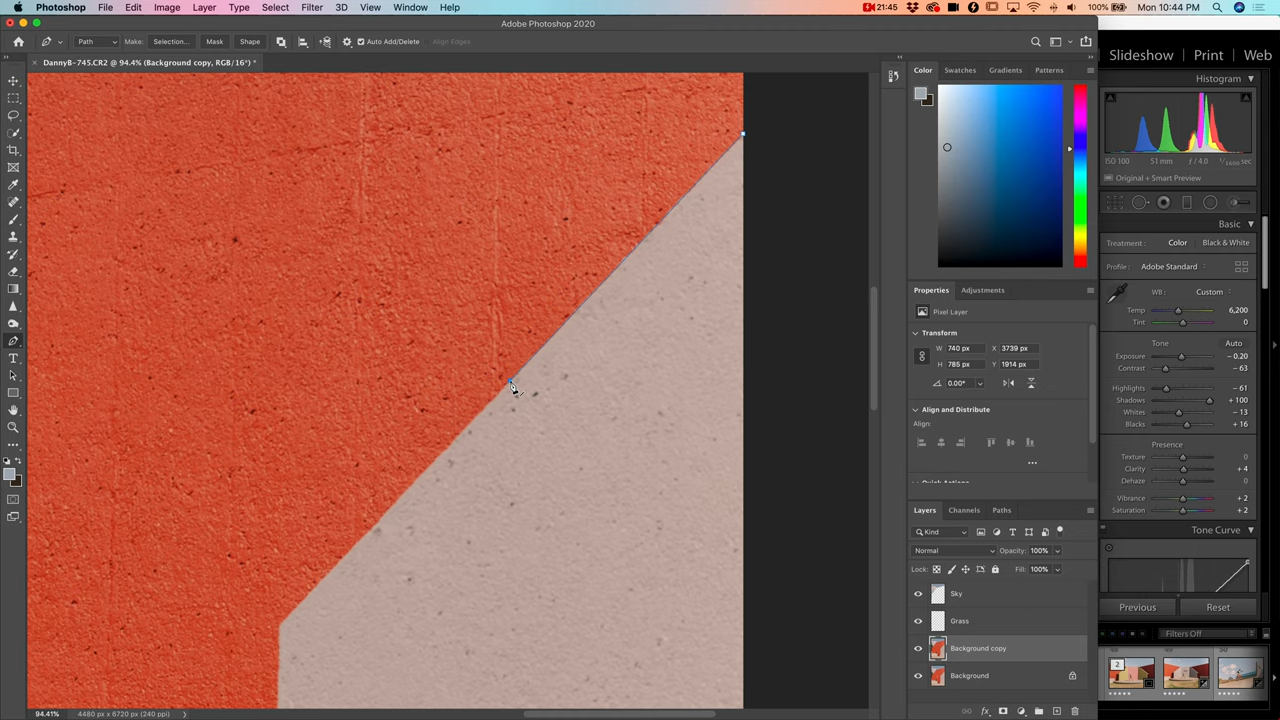 Photoshop File Edit Image Layer Type Select Filter 3D View Window Help
21:45
100%
Mon 10:44 PM
Adobe Photoshop 2020
Path Make: Selection... Mask Shape Auto Add/Delete Align Edges
DannyB-745.CR2 @ 94.4% (Background copy, RGB/16*) *
Slideshow Print Web
Color Swatches Gradients Patterns
Histogram
ISO 100 51 mm ƒ / 4.0 1/1600 sec
Original + Smart Preview
Basic
Treatment: Color Black & White
Profile: Adobe Standard
WB: Custom
Temp 6,200
Tint 0
Tone Auto
Exposure − 0.20
Contrast − 63
Highlights − 61
Shadows + 100
Whites − 13
Blacks + 16
Presence
Texture 0
Clarity + 4
Dehaze 0
Vibrance + 2
Saturation + 2
Tone Curve
Previous Reset
Filters Off
2
Properties Adjustments
Pixel Layer
Transform
W 740 px X 3739 px
H 785 px Y 1914 px
0.00°
Align and Distribute
Align:
Layers Channels Paths
Kind
Normal Opacity: 100%
Lock: Fill: 100%
Sky
Grass
Background copy
Background
94.41% 4480 px x 6720 px (240 ppi)